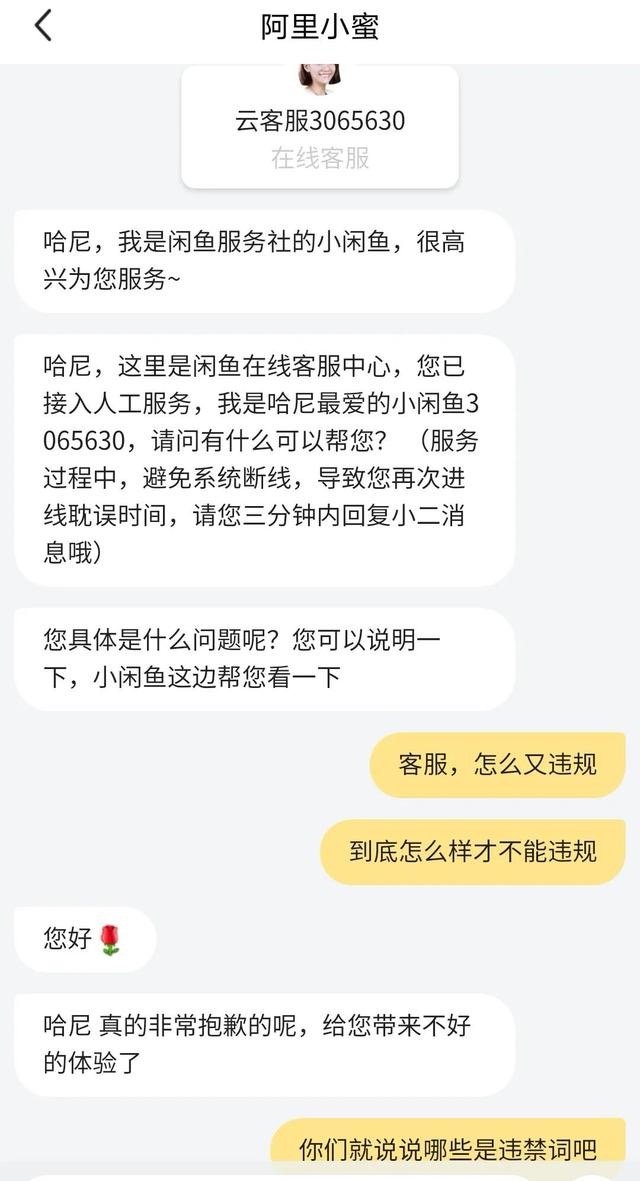 阿里小蜜
云客服3065630
在线客服
哈尼，我是闲鱼服务社的小闲鱼，很高
兴为您服务~
哈尼，这里是闲鱼在线客服中心，您已
接入人工服务，我是哈尼最爱的小闲鱼3
065630，请问有什么可以帮您？（服务
过程中，避免系统断线，导致您再次进
线耽误时间，请您三分钟内回复小二消
息哦）
您具体是什么问题呢？您可以说明一
下，小闲鱼这边帮您看一下
客服，怎么又违规
到底怎么样才不能违规
您好🌹
哈尼 真的非常抱歉的呢，给您带来不好
的体验了
你们就说说哪些是违禁词吧